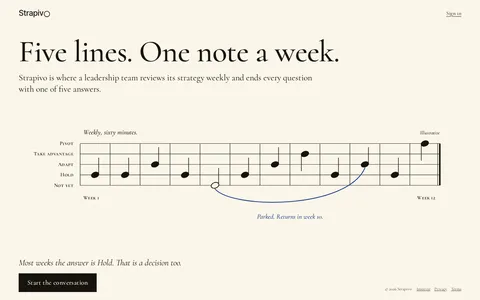 Strapivo
Sign in
Five lines. One note a week.
Strapivo is where a leadership team reviews its strategy weekly and ends every question
with one of five answers.
Weekly, sixty minutes.
Illustrative
Pivot
Take advantage
Adapt
Hold
Not yet
Week 1
Week 12
Parked. Returns in week 10.
Most weeks the answer is Hold. That is a decision too.
Start the conversation
Privacy
Terms